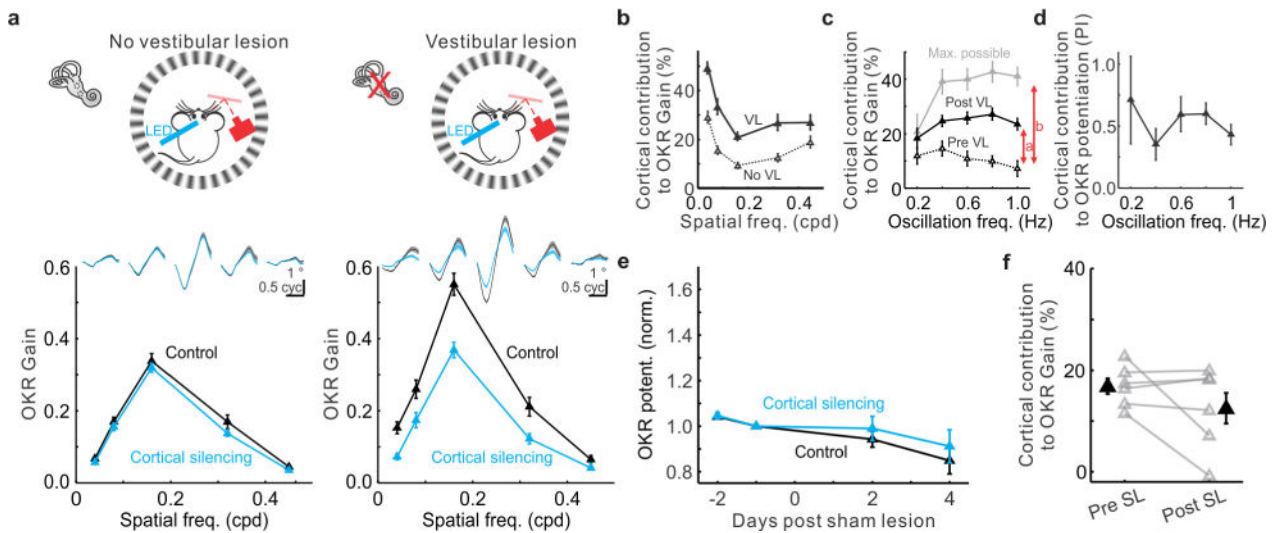 a
No vestibular lesion
Vestibular lesion
LED
LED
1 °
0.5 cyc
1 °
0.5 cyc
OKR Gain
0.6
0.4
0.2
0.0
Control
Cortical silencing
0
0.2
0.4
Spatial freq. (cpd)
OKR Gain
0.6
0.4
0.2
0.0
Control
Cortical silencing
0
0.2
0.4
Spatial freq. (cpd)
b
Cortical contribution
to OKR Gain (%)
60
40
20
0
VL
No VL
0.0
0.2
0.4
Spatial freq. (cpd)
c
Cortical contribution
to OKR Gain (%)
40
20
0
Max. possible
Post VL
Pre VL
a
b
0.2
0.6
1.0
Oscillation freq. (Hz)
d
Cortical contribution
to OKR potentiation (PI)
1.0
0.5
0.0
0.2
0.6
1
Oscillation freq. (Hz)
e
OKR potent. (norm.)
1.6
1.4
1.2
1.0
0.8
Cortical silencing
Control
-2
0
2
4
Days post sham lesion
f
Cortical contribution
to OKR Gain (%)
40
20
0
Pre SL
Post SL